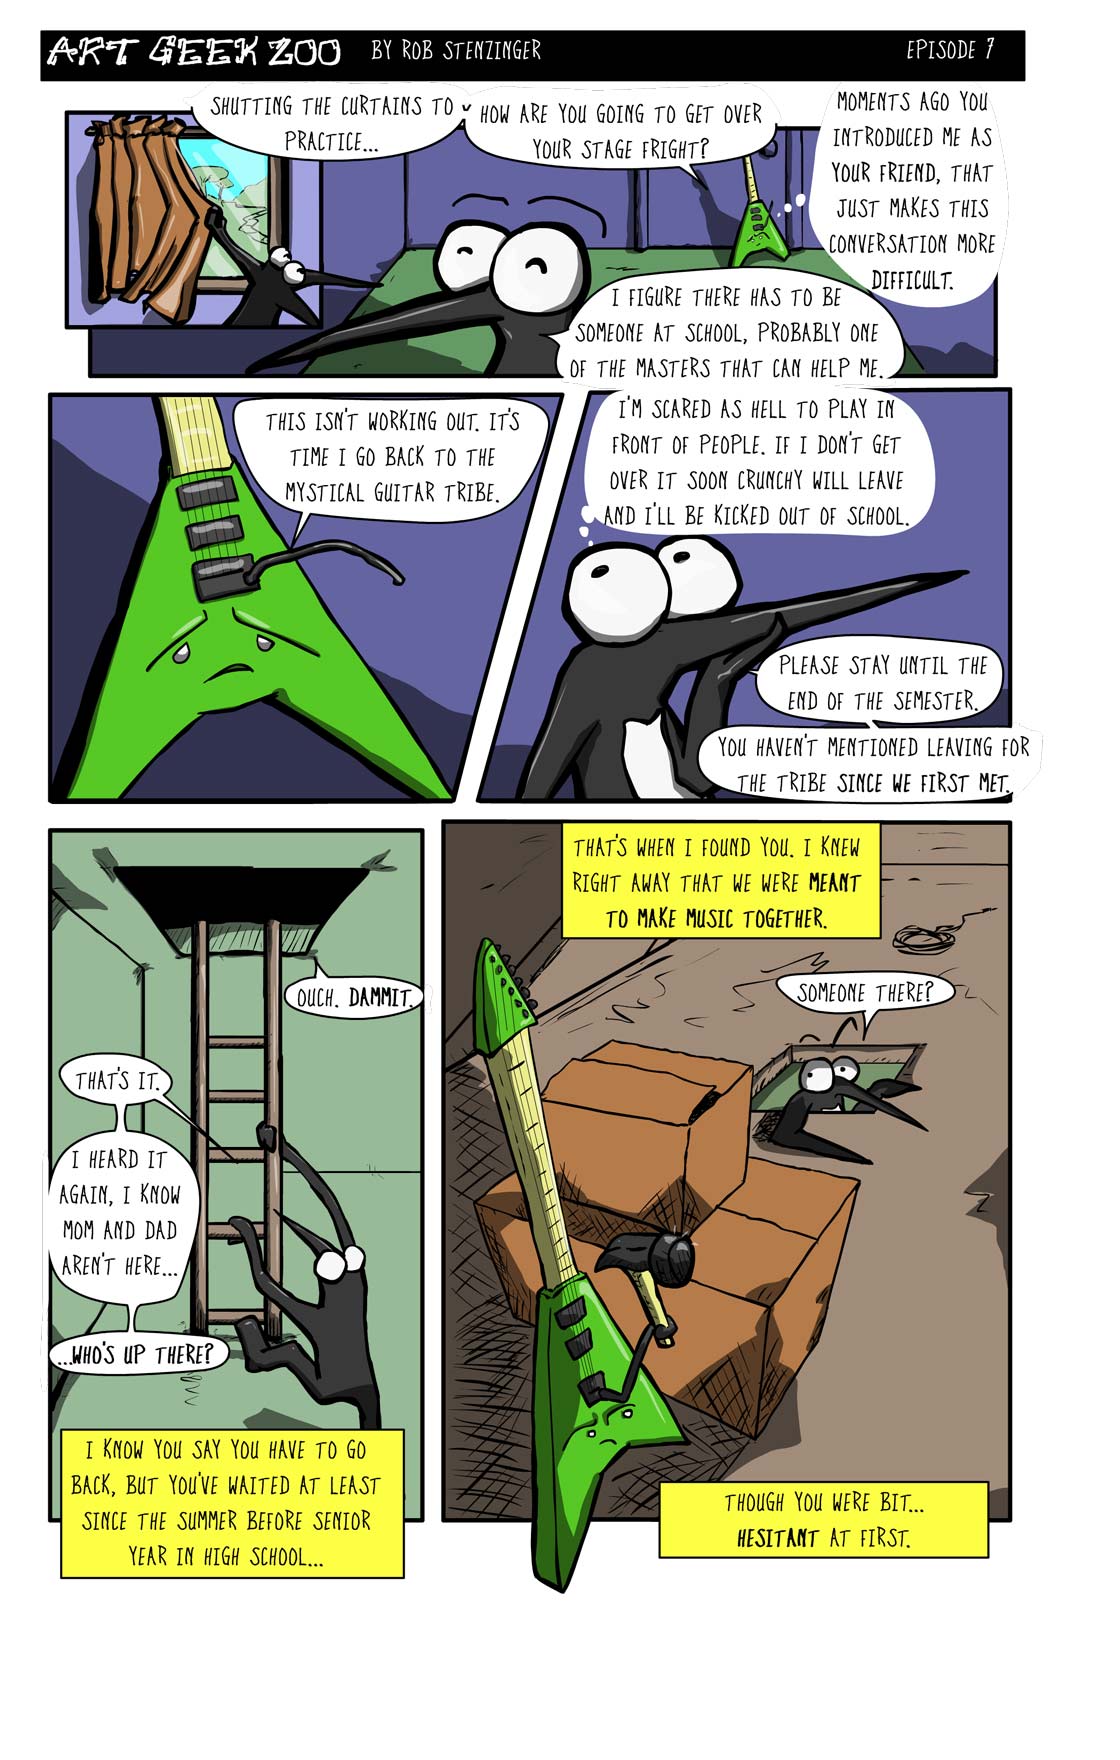 ART GEEK ZOO BY ROB STENZINGER EPISODE 7
SHUTTING THE CURTAINS TO
PRACTICE...
HOW ARE YOU GOING TO GET OVER
YOUR STAGE FRIGHT?
MOMENTS AGO YOU
INTRODUCED ME AS
YOUR FRIEND, THAT
JUST MAKES THIS
CONVERSATION MORE
DIFFICULT.
I FIGURE THERE HAS TO BE
SOMEONE AT SCHOOL, PROBABLY ONE
OF THE MASTERS THAT CAN HELP ME.
THIS ISN'T WORKING OUT. IT'S
TIME I GO BACK TO THE
MYSTICAL GUITAR TRIBE.
I'M SCARED AS HELL TO PLAY IN
FRONT OF PEOPLE. IF I DON'T GET
OVER IT SOON CRUNCHY WILL LEAVE
AND I'LL BE KICKED OUT OF SCHOOL.
PLEASE STAY UNTIL THE
END OF THE SEMESTER.
YOU HAVEN'T MENTIONED LEAVING FOR
THE TRIBE SINCE WE FIRST MET.
OUCH. DAMMIT.
THAT'S IT.
I HEARD IT
AGAIN, I KNOW
MOM AND DAD
AREN'T HERE...
...WHO'S UP THERE?
I KNOW YOU SAY YOU HAVE TO GO
BACK, BUT YOU'VE WAITED AT LEAST
SINCE THE SUMMER BEFORE SENIOR
YEAR IN HIGH SCHOOL...
THAT'S WHEN I FOUND YOU. I KNEW
RIGHT AWAY THAT WE WERE MEANT
TO MAKE MUSIC TOGETHER.
SOMEONE THERE?
THOUGH YOU WERE BIT...
HESITANT AT FIRST.